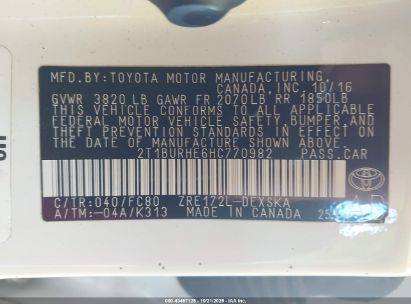 MFD.BY:TOYOTA MOTOR MANUFACTURING,
CANADA,INC. 10/16
GVWR 3820 LB GAWR FR 2070LB RR 1850LB
THIS VEHICLE CONFORMS TO ALL APPLICABLE
FEDERAL MOTOR VEHICLE SAFETY, BUMPER,AND
THEFT PREVENTION STANDARDS IN EFFECT ON
THE DATE OF MANUFACTURE SHOWN ABOVE.
2T1BURHE6HC770982 PASS.CAR
C/TR:040/FC80 ZRE172L-DEXSKA
A/TM:-04A/K313 MADE IN CANADA